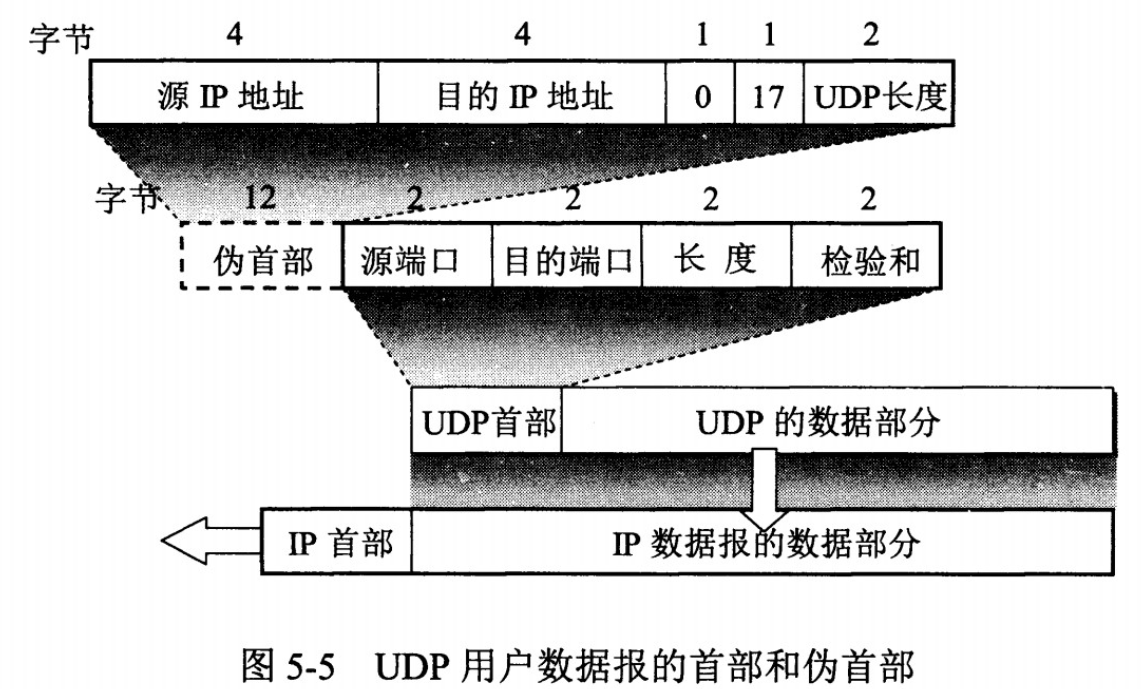 字节 4 4 1 1 2
源 IP 地址 目的 IP 地址 0 17 UDP长度
字节 12 2 2 2 2
伪首部 源端口 目的端口 长 度 检验和
UDP首部 UDP 的数据部分
IP 首部 IP 数据报的数据部分
图 5-5 UDP 用户数据报的首部和伪首部